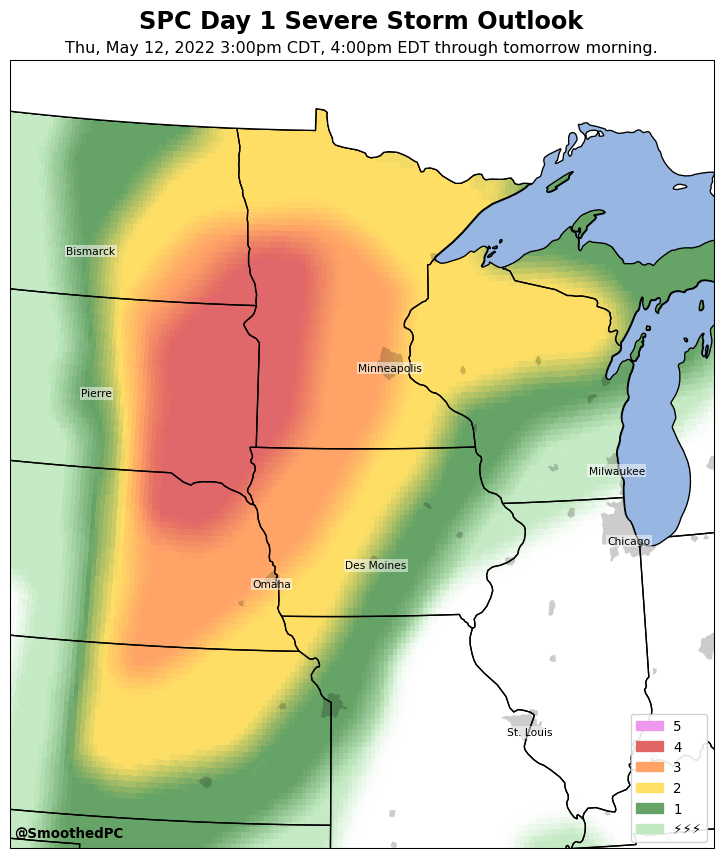 SPC Day 1 Severe Storm Outlook
Thu, May 12, 2022 3:00pm CDT, 4:00pm EDT through tomorrow morning.
Bismarck
Minneapolis
Pierre
Milwaukee
Chicago
Des Moines
Omaha
St. Louis
5
4
3
2
1
⚡⚡⚡
@SmoothedPC